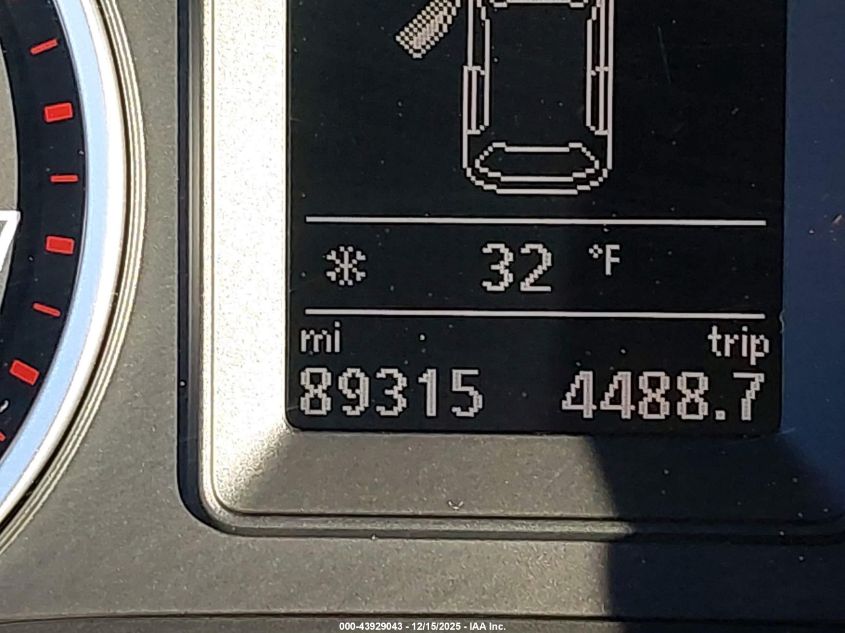 32 °F
mi trip
89315 4488.7
000-43929043 - 12/15/2025 - IAA Inc.